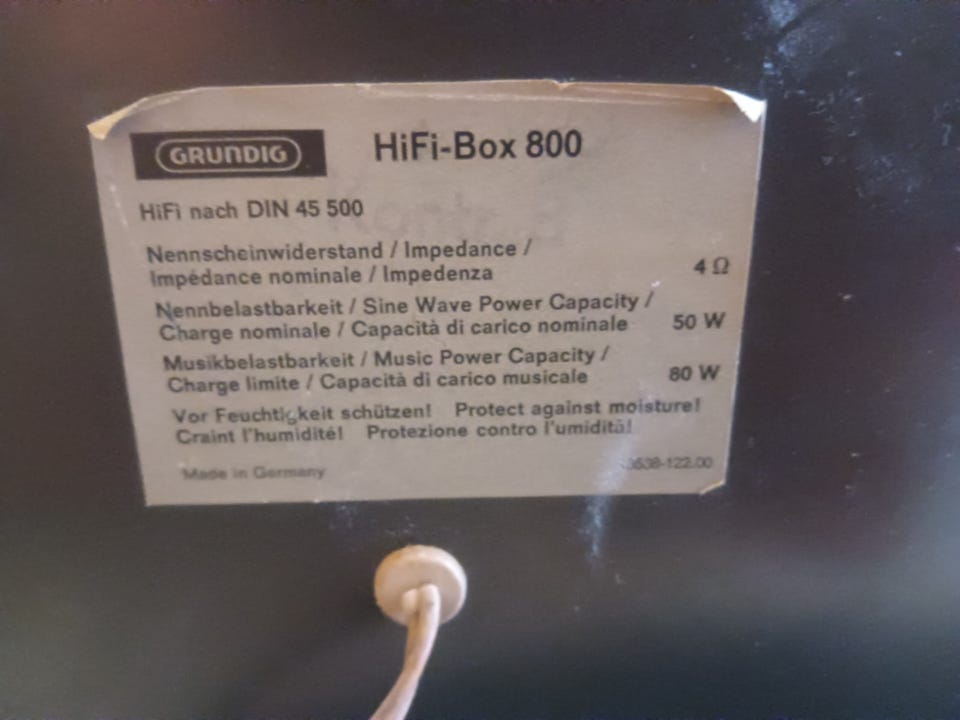 GRUNDIG
HiFi-Box 800
HiFi nach DIN 45 500
Nennscheinwiderstand / Impedance /
Impédance nominale / Impedenza 4 Ω
Nennbelastbarkeit / Sine Wave Power Capacity /
Charge nominale / Capacità di carico nominale 50 W
Musikbelastbarkeit / Music Power Capacity /
Charge limite / Capacità di carico musicale 80 W
Vor Feuchtigkeit schützen! Protect against moisture!
Craint l'humidité! Protezione contro l'umidità!
Made in Germany